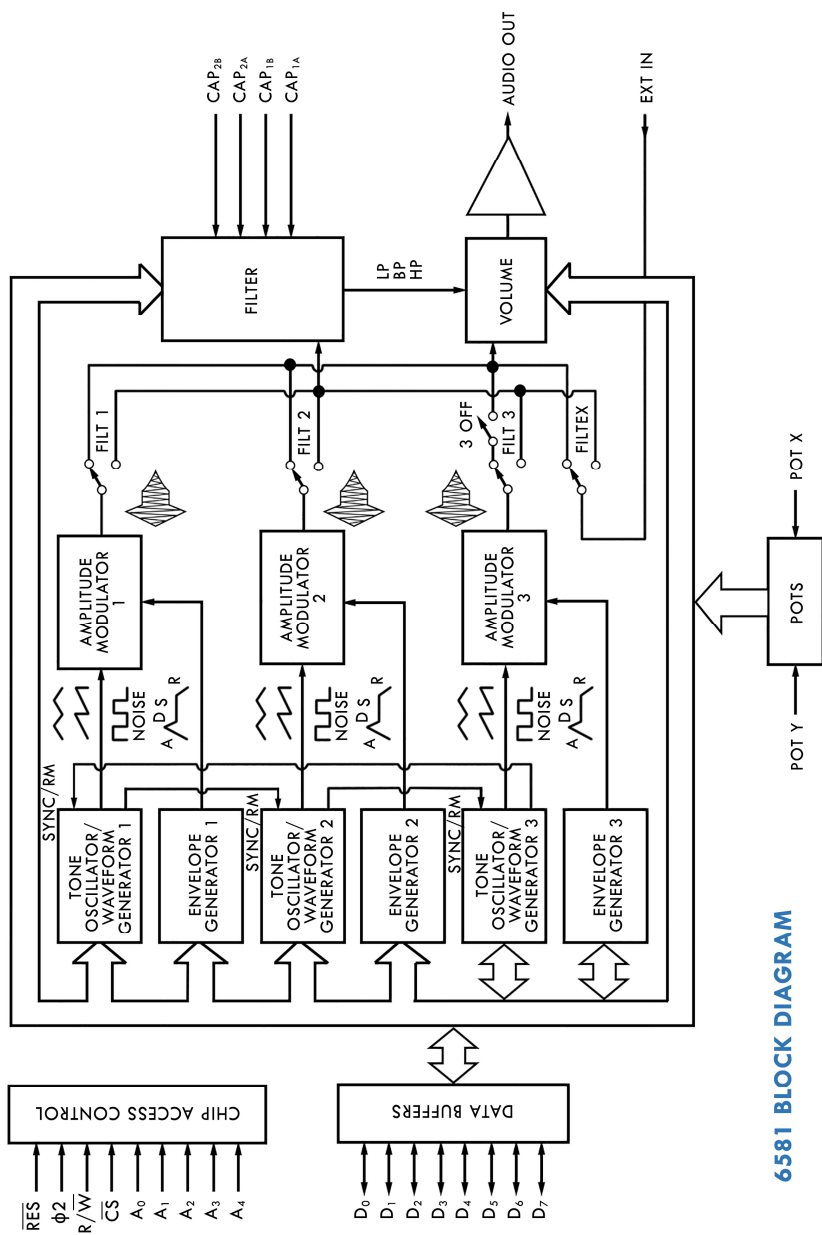 CAP2B
CAP2A
CAP1B
CAP1A
AUDIO OUT
EXT IN
FILTER
LP
BP
HP
VOLUME
FILT 1
FILT 2
3 OFF
FILT 3
FILTEX
AMPLITUDE
MODULATOR
1
AMPLITUDE
MODULATOR
2
AMPLITUDE
MODULATOR
3
POT X
POTS
POT Y
NOISE
A D S R
NOISE
A D S R
NOISE
A D S R
SYNC/RM
SYNC/RM
SYNC/RM
TONE
OSCILLATOR/
WAVEFORM
GENERATOR 1
ENVELOPE
GENERATOR 1
TONE
OSCILLATOR/
WAVEFORM
GENERATOR 2
ENVELOPE
GENERATOR 2
TONE
OSCILLATOR/
WAVEFORM
GENERATOR 3
ENVELOPE
GENERATOR 3
CHIP ACCESS CONTROL
DATA BUFFERS
R̅E̅S̅
ϕ2
R/W̅
C̅S̅
A0
A1
A2
A3
A4
D0
D1
D2
D3
D4
D5
D6
D7
6581 BLOCK DIAGRAM